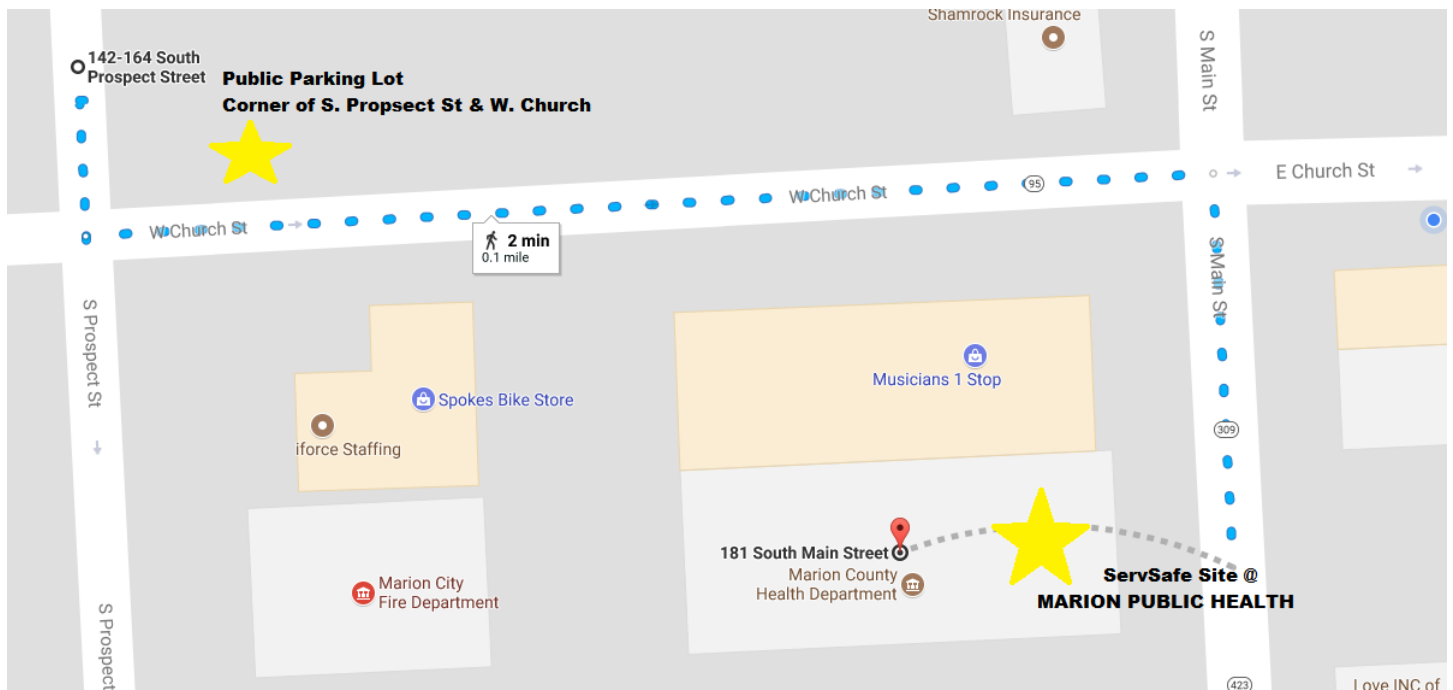 Shamrock Insurance
142-164 South
Prospect Street
Public Parking Lot
Corner of S. Propsect St & W. Church
S Main St
E Church St
95
W Church St
W Church St
2 min
0.1 mile
S Main St
S Prospect St
Musicians 1 Stop
Spokes Bike Store
iforce Staffing
309
181 South Main Street
Marion County
Health Department
ServSafe Site @
MARION PUBLIC HEALTH
Marion City
Fire Department
S Prospect
423
Love INC of